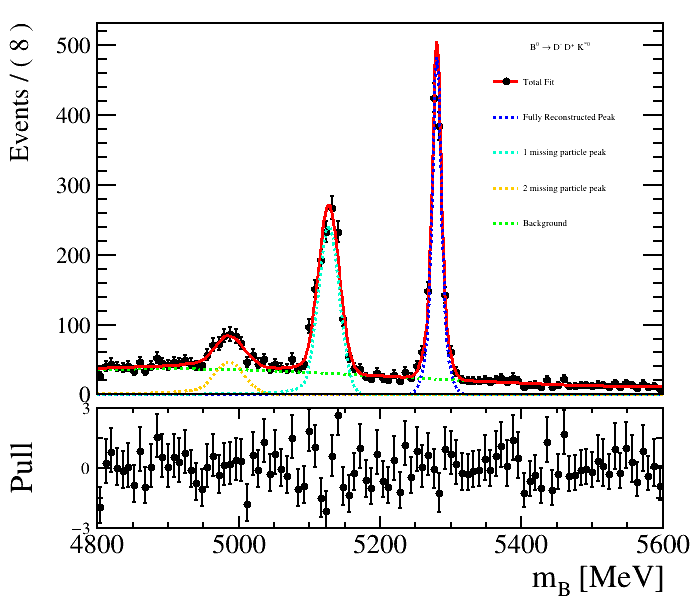 Events / ( 8 )
500
400
300
200
100
0
B⁰ → D⁻ D⁺ K*⁰
Total Fit
Fully Reconstructed Peak
1 missing particle peak
2 missing particle peak
Background
Pull
3
0
−3
4800 5000 5200 5400 5600
m_B [MeV]